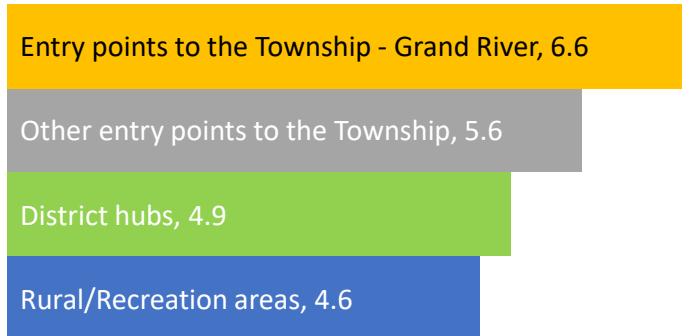 Entry points to the Township - Grand River, 6.6
Other entry points to the Township, 5.6
District hubs, 4.9
Rural/Recreation areas, 4.6